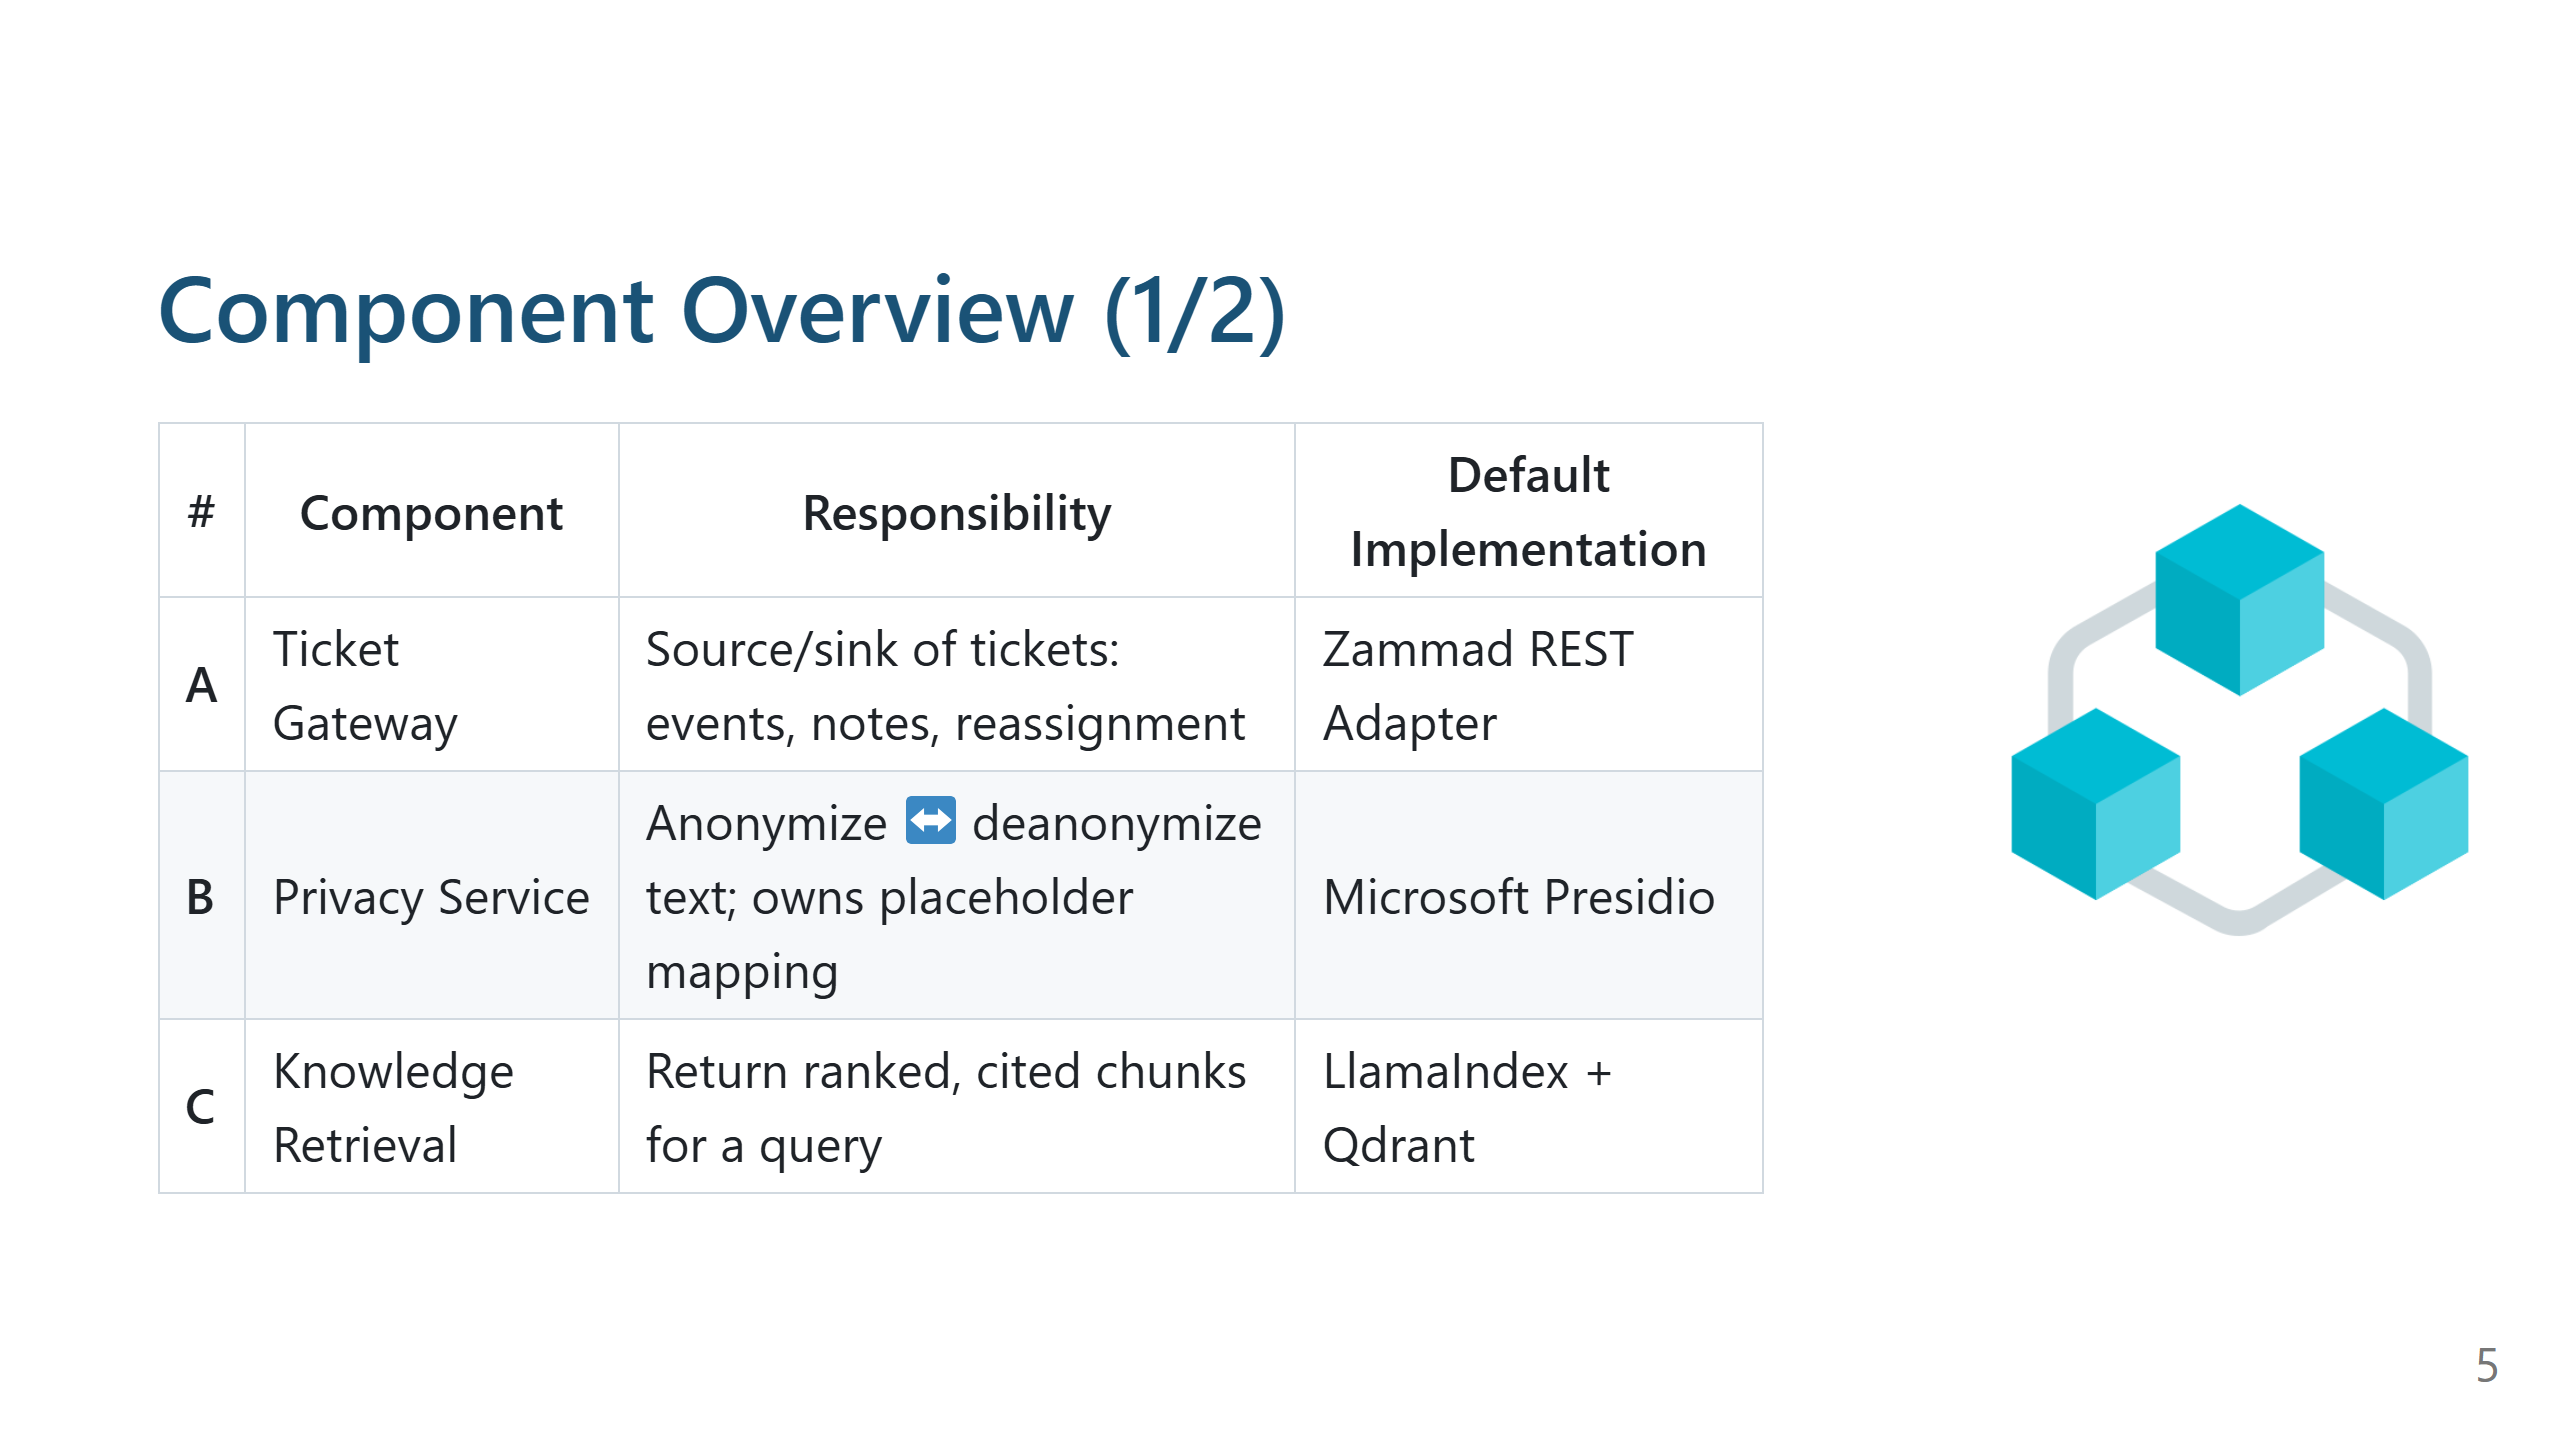 Component Overview (1/2)
# Component Responsibility Default
Implementation
A Ticket Source/sink of tickets: Zammad REST
Gateway events, notes, reassignment Adapter
B Privacy Service Anonymize ↔️ deanonymize Microsoft Presidio
text; owns placeholder
mapping
C Knowledge Return ranked, cited chunks LlamaIndex +
Retrieval for a query Qdrant
5